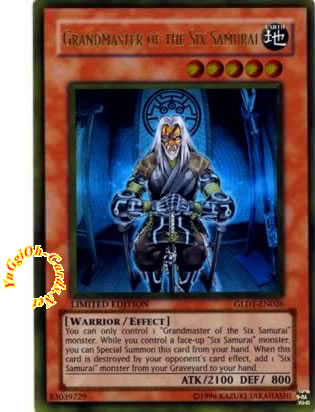 GRANDMASTER OF THE SIX SAMURAI
EARTH
地
YuGgiOh-Cards.Net
LIMITED EDITION
GLD1-EN026
[WARRIOR / EFFECT]
You can only control 1 "Grandmaster of the Six
Samurai" monster. While you control a face-up "Six Samurai" monster,
you can Special Summon this card from your hand. When this
card is destroyed by your opponent's card effect, add 1 "Six
Samurai" monster from your Graveyard to your hand.
ATK/2100 DEF/ 800
83039729
©1996 KAZUKI TAKAHASHI